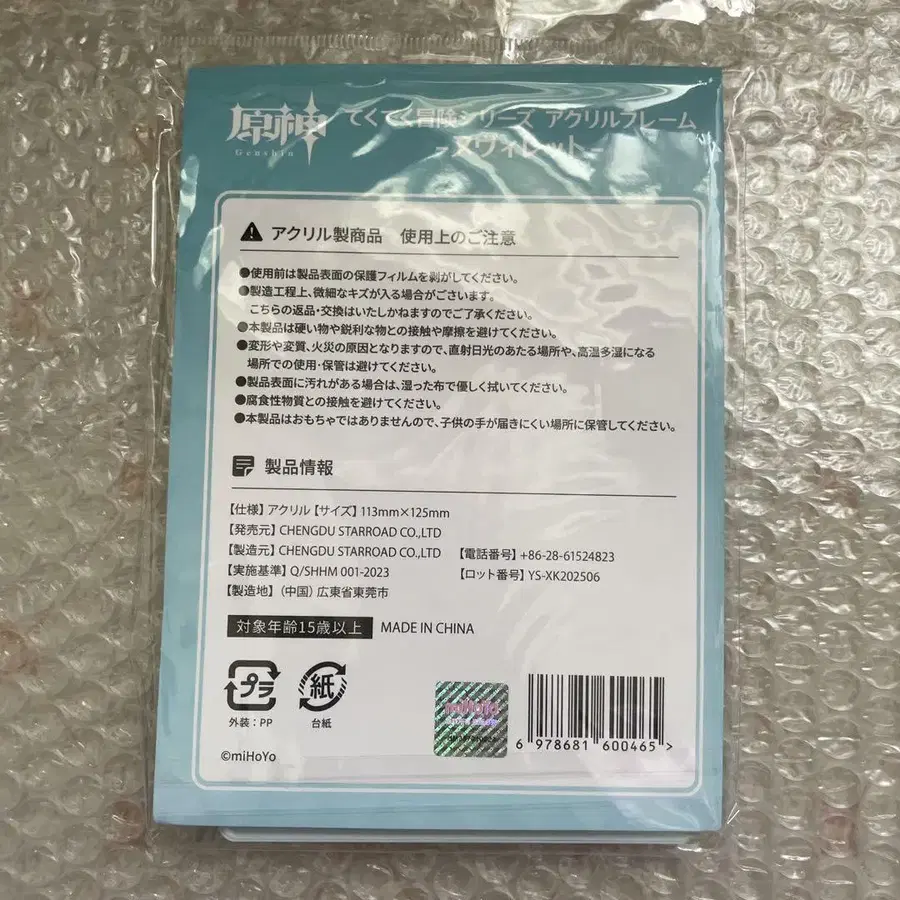 原神
Genshin
てくてく冒険シリーズ アクリルフレーム
-ヌヴィレット-
アクリル製商品 使用上のご注意
●使用前は製品表面の保護フィルムを剥がしてください。
●製造工程上、微細なキズが入る場合がございます。
こちらの返品・交換はいたしかねますのでご了承ください。
●本製品は硬い物や鋭利な物との接触や摩擦を避けてください。
●変形や変質、火災の原因となりますので、直射日光のあたる場所や、高温多湿になる
場所での使用・保管は避けてください。
●製品表面に汚れがある場合は、湿った布で優しく拭いてください。
●腐食性物質との接触を避けてください。
●本製品はおもちゃではありませんので、子供の手が届きにくい場所に保管してください。
製品情報
【仕様】アクリル【サイズ】113mm×125mm
【発売元】CHENGDU STARROAD CO.,LTD
【製造元】CHENGDU STARROAD CO.,LTD 【電話番号】+86-28-61524823
【実施基準】Q/SHHM 001-2023 【ロット番号】YS-XK202506
【製造地】(中国)広東省東莞市
対象年齢15歳以上 MADE IN CHINA
プラ 紙
外装：PP 台紙
miHoYo
6 978681 600465 >
©miHoYo